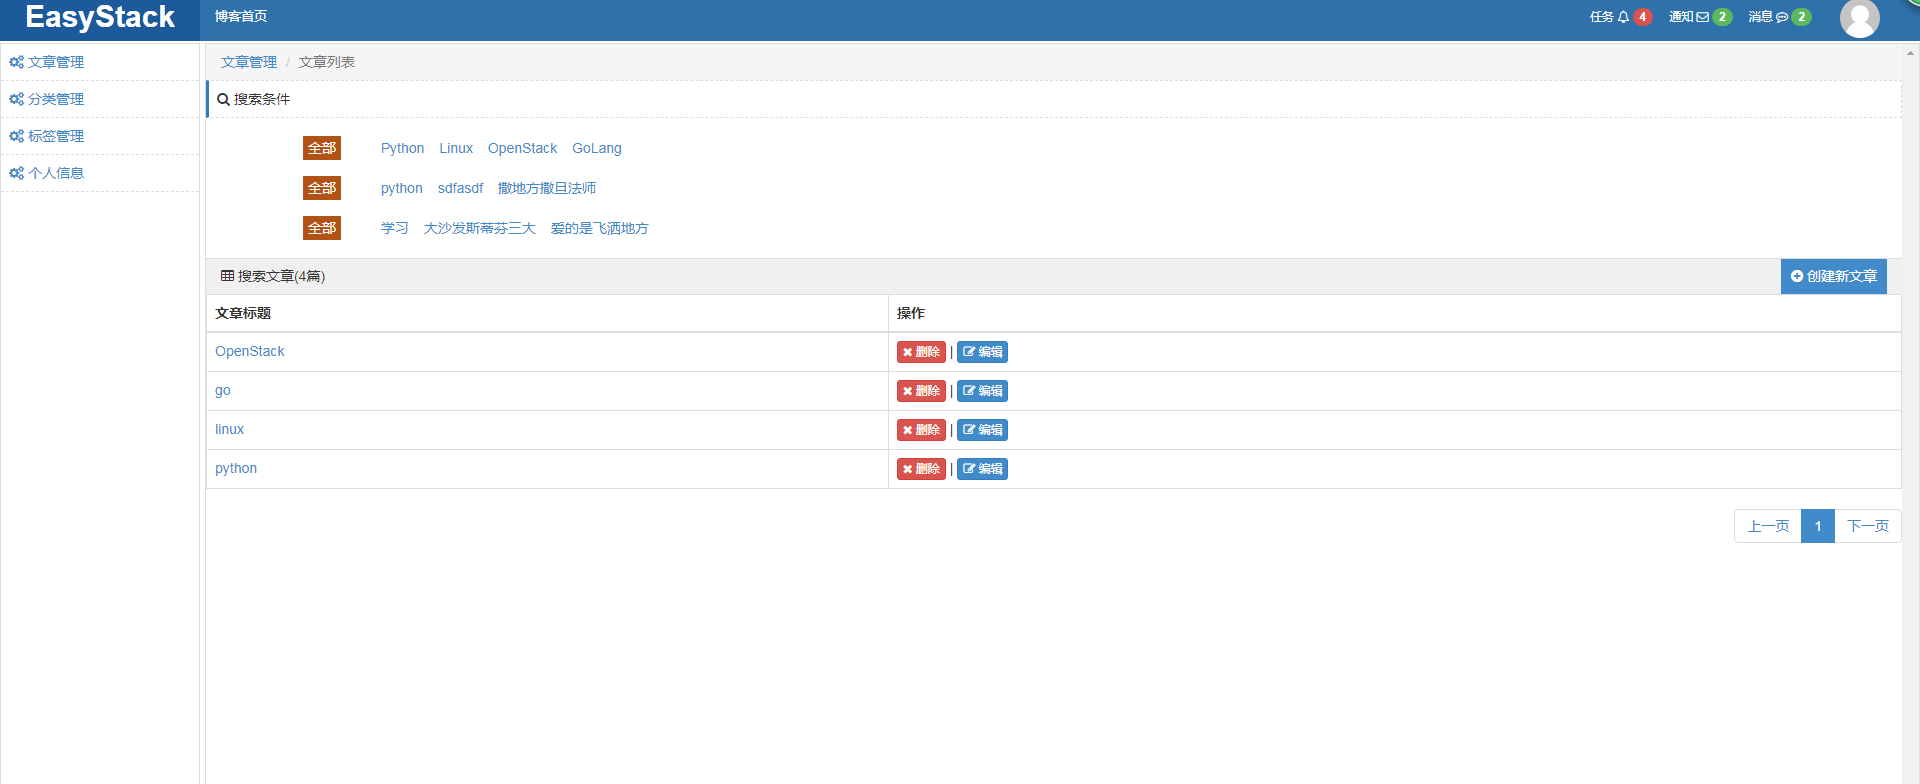 EasyStack 博客首页 任务 4 通知 2 消息 2
文章管理
分类管理
标签管理
个人信息
文章管理 / 文章列表
搜索条件
全部 Python Linux OpenStack GoLang
全部 python sdfasdf 撒地方撒旦法师
全部 学习 大沙发斯蒂芬三大 爱的是飞洒地方
搜索文章(4篇) 创建新文章
文章标题 操作
OpenStack 删除 | 编辑
go 删除 | 编辑
linux 删除 | 编辑
python 删除 | 编辑
上一页 1 下一页